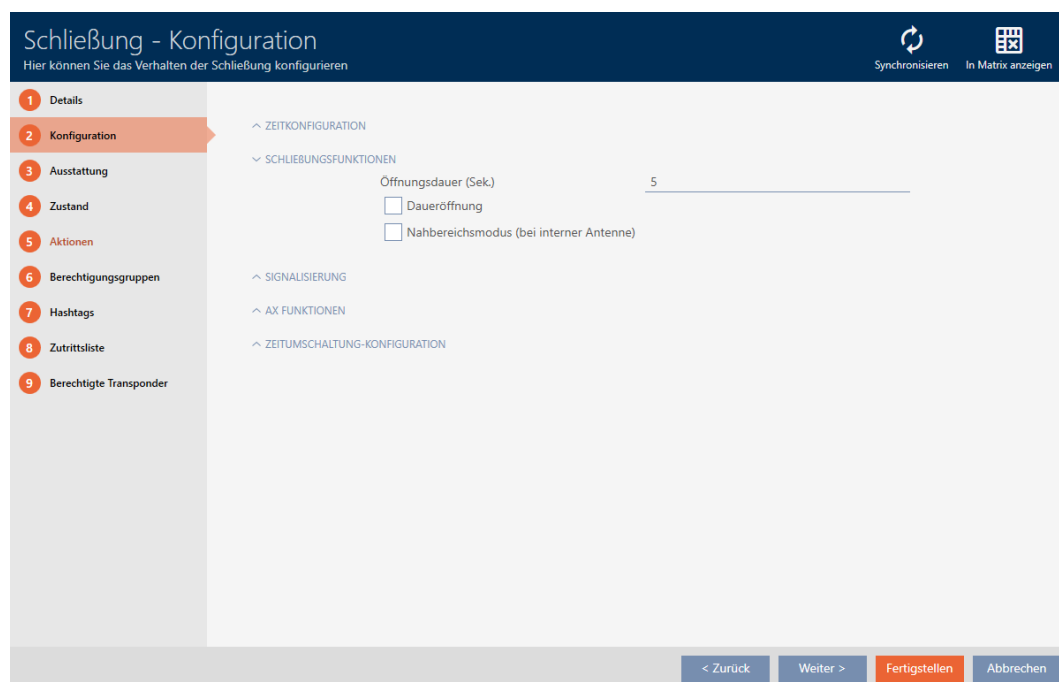 Schließung - Konfiguration
Hier können Sie das Verhalten der Schließung konfigurieren
Synchronisieren
In Matrix anzeigen
1 Details
2 Konfiguration
3 Ausstattung
4 Zustand
5 Aktionen
6 Berechtigungsgruppen
7 Hashtags
8 Zutrittsliste
9 Berechtigte Transponder
ZEITKONFIGURATION
SCHLIEßUNGSFUNKTIONEN
Öffnungsdauer (Sek.) 5
Daueröffnung
Nahbereichsmodus (bei interner Antenne)
SIGNALISIERUNG
AX FUNKTIONEN
ZEITUMSCHALTUNG-KONFIGURATION
< Zurück
Weiter >
Fertigstellen
Abbrechen